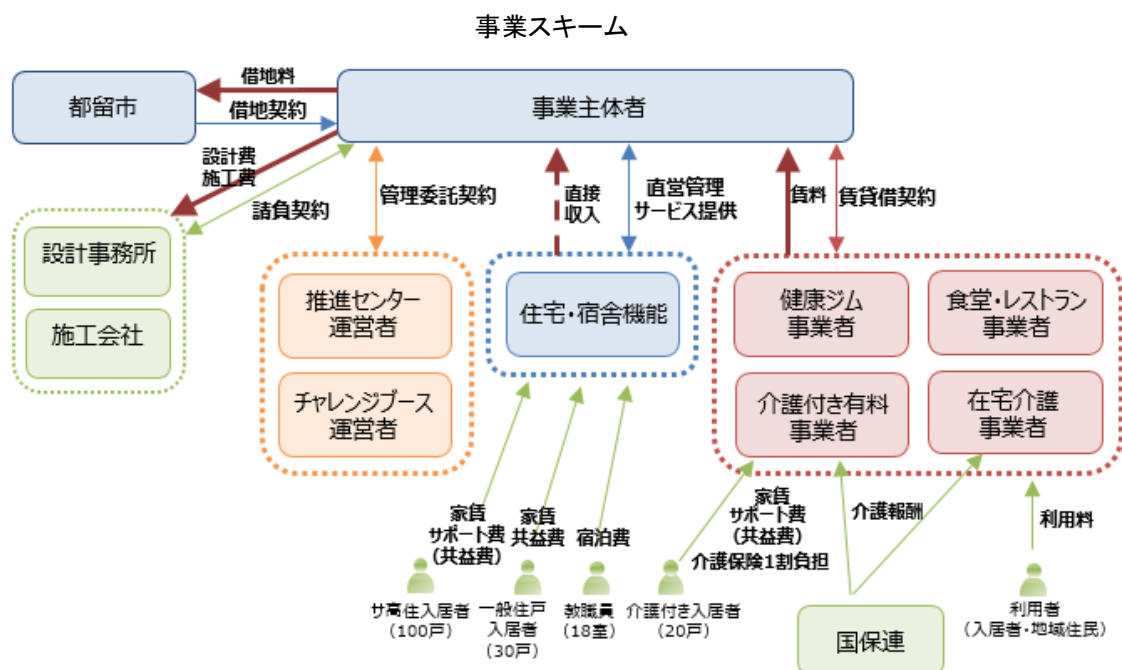 事業スキーム
都留市
借地料
借地契約
事業主体者
設計費
施工費
請負契約
管理委託契約
直接
収入
直営管理
サービス提供
賃料
賃貸借契約
設計事務所
施工会社
推進センター
運営者
チャレンジブース
運営者
住宅・宿舎機能
健康ジム
事業者
食堂・レストラン
事業者
介護付き有料
事業者
在宅介護
事業者
家賃
サポート費
(共益費)
家賃
共益費
宿泊費
家賃
サポート費
(共益費)
介護保険1割負担
介護報酬
利用料
サ高住入居者
(100戸)
一般住戸
入居者
(30戸)
教職員
(18室)
介護付き入居者
(20戸)
国保連
利用者
(入居者・地域住民)